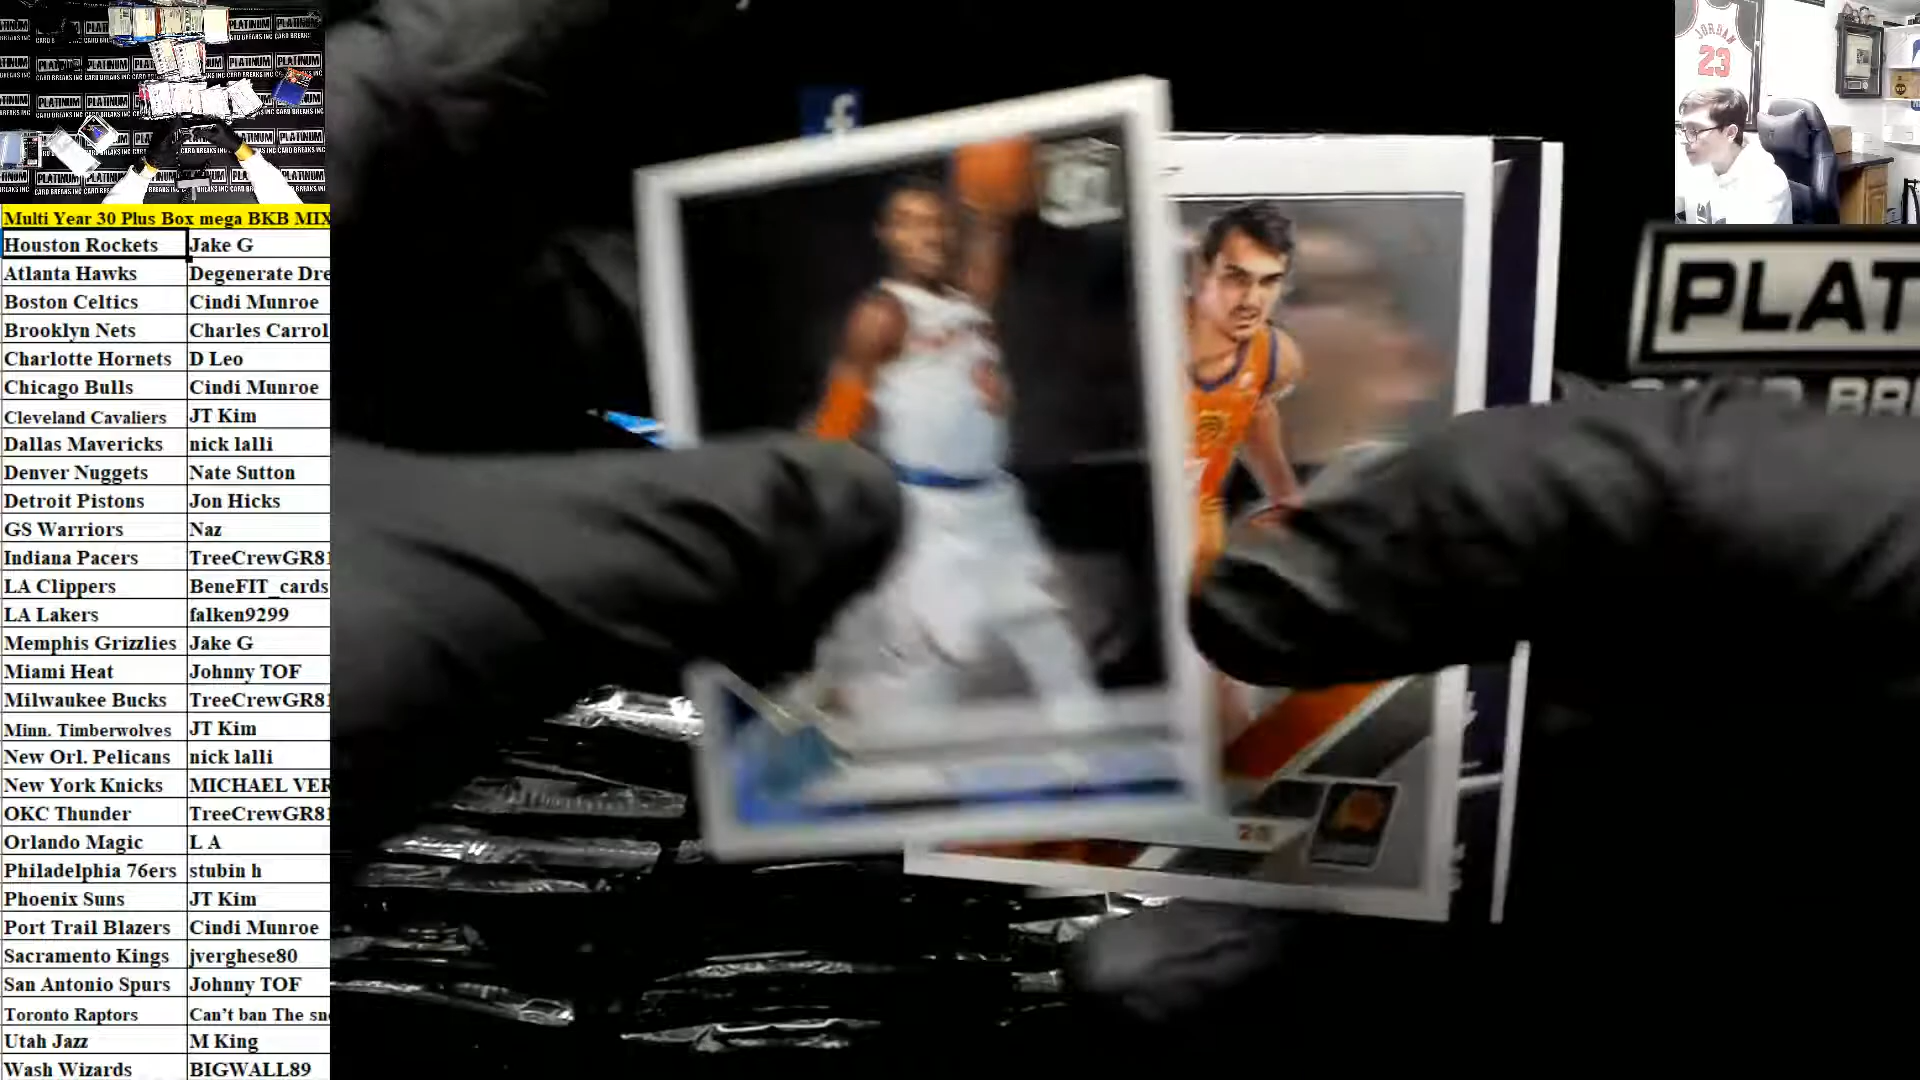 Multi Year 30 Plus Box mega BKB MIX
Houston Rockets Jake G
Atlanta Hawks Degenerate Dre
Boston Celtics Cindi Munroe
Brooklyn Nets Charles Carrol
Charlotte Hornets D Leo
Chicago Bulls Cindi Munroe
Cleveland Cavaliers JT Kim
Dallas Mavericks nick lalli
Denver Nuggets Nate Sutton
Detroit Pistons Jon Hicks
GS Warriors Naz
Indiana Pacers TreeCrewGR81
LA Clippers BeneFIT_cards
LA Lakers falken9299
Memphis Grizzlies Jake G
Miami Heat Johnny TOF
Milwaukee Bucks TreeCrewGR81
Minn. Timberwolves JT Kim
New Orl. Pelicans nick lalli
New York Knicks MICHAEL VER
OKC Thunder TreeCrewGR81
Orlando Magic L A
Philadelphia 76ers stubin h
Phoenix Suns JT Kim
Port Trail Blazers Cindi Munroe
Sacramento Kings jverghese80
San Antonio Spurs Johnny TOF
Toronto Raptors Can't ban The sno
Utah Jazz M King
Wash Wizards BIGWALL89
PLATINUM
CARD BREAKS INC
f
JORDAN
23
PLAT
BR